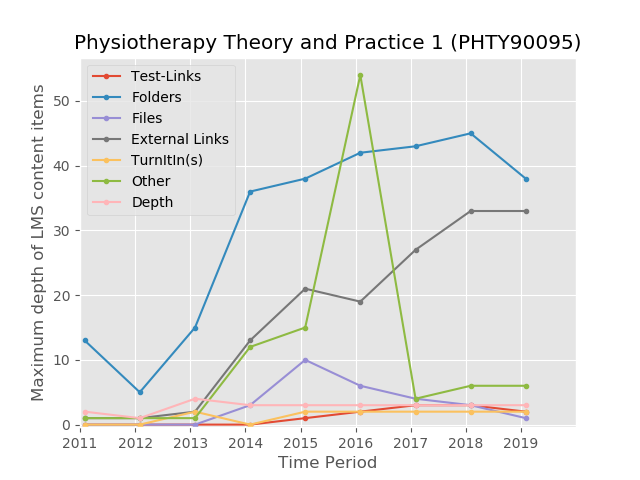 Physiotherapy Theory and Practice 1 (PHTY90095)
Test-Links
Folders
Files
External Links
TurnItIn(s)
Other
Depth
Maximum depth of LMS content items
50
40
30
20
10
0
2011 2012 2013 2014 2015 2016 2017 2018 2019
Time Period